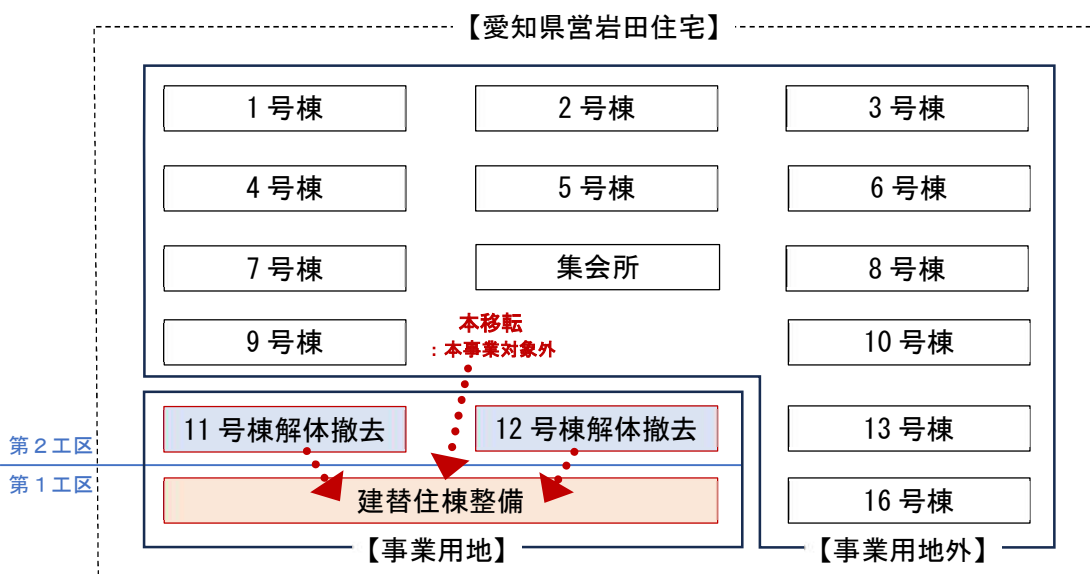 【愛知県営岩田住宅】
1号棟
2号棟
3号棟
4号棟
5号棟
6号棟
7号棟
集会所
8号棟
9号棟
本移転
：本事業対象外
10号棟
11号棟解体撤去
12号棟解体撤去
13号棟
第2工区
第1工区
建替住棟整備
16号棟
【事業用地】
【事業用地外】